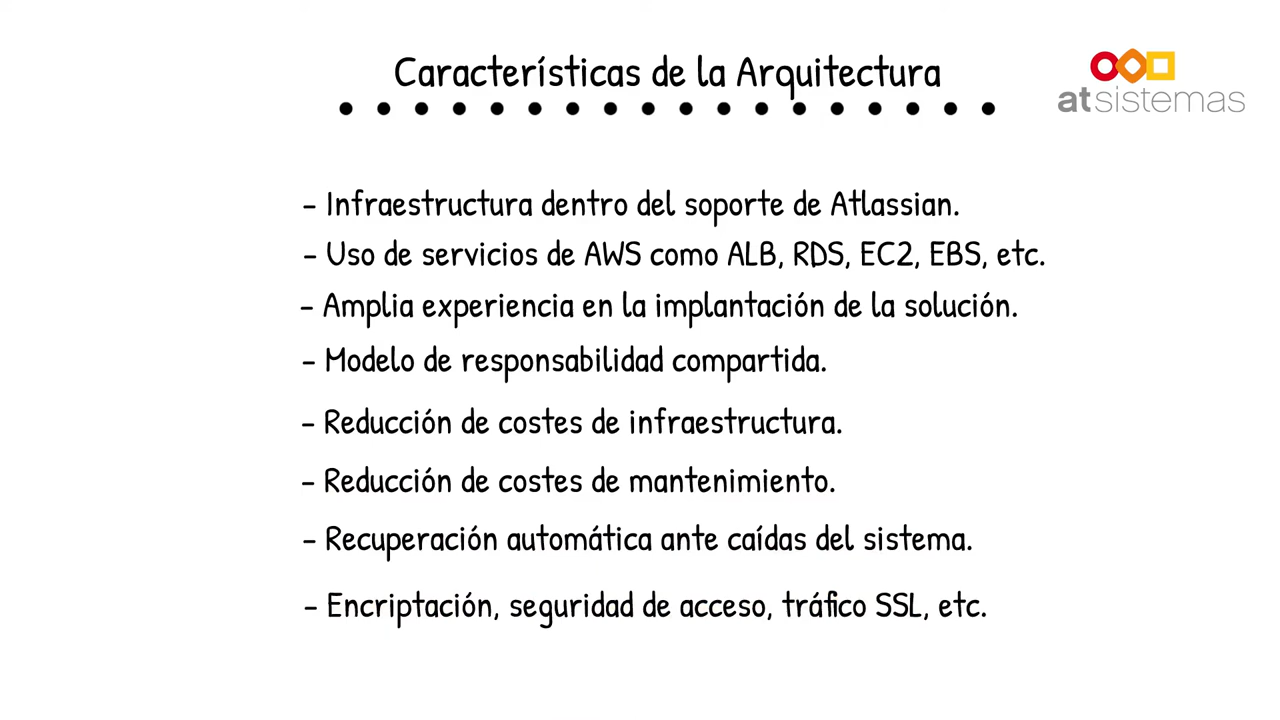 Características de la Arquitectura
atsistemas
- Infraestructura dentro del soporte de Atlassian.
- Uso de servicios de AWS como ALB, RDS, EC2, EBS, etc.
- Amplia experiencia en la implantación de la solución.
- Modelo de responsabilidad compartida.
- Reducción de costes de infraestructura.
- Reducción de costes de mantenimiento.
- Recuperación automática ante caídas del sistema.
- Encriptación, seguridad de acceso, tráfico SSL, etc.